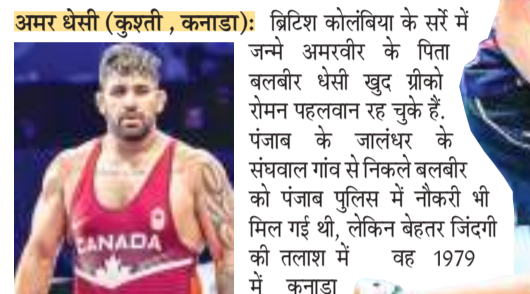 अमर धेसी (कुश्ती , कनाडा): ब्रिटिश कोलंबिया के सर्रे में
जन्मे अमरवीर के पिता
बलबीर धेसी खुद ग्रीको
रोमन पहलवान रह चुके हैं.
पंजाब के जालंधर के
संघवाल गांव से निकले बलबीर
को पंजाब पुलिस में नौकरी भी
मिल गई थी, लेकिन बेहतर जिंदगी
की तलाश में वह 1979
में कनाडा
CANADA